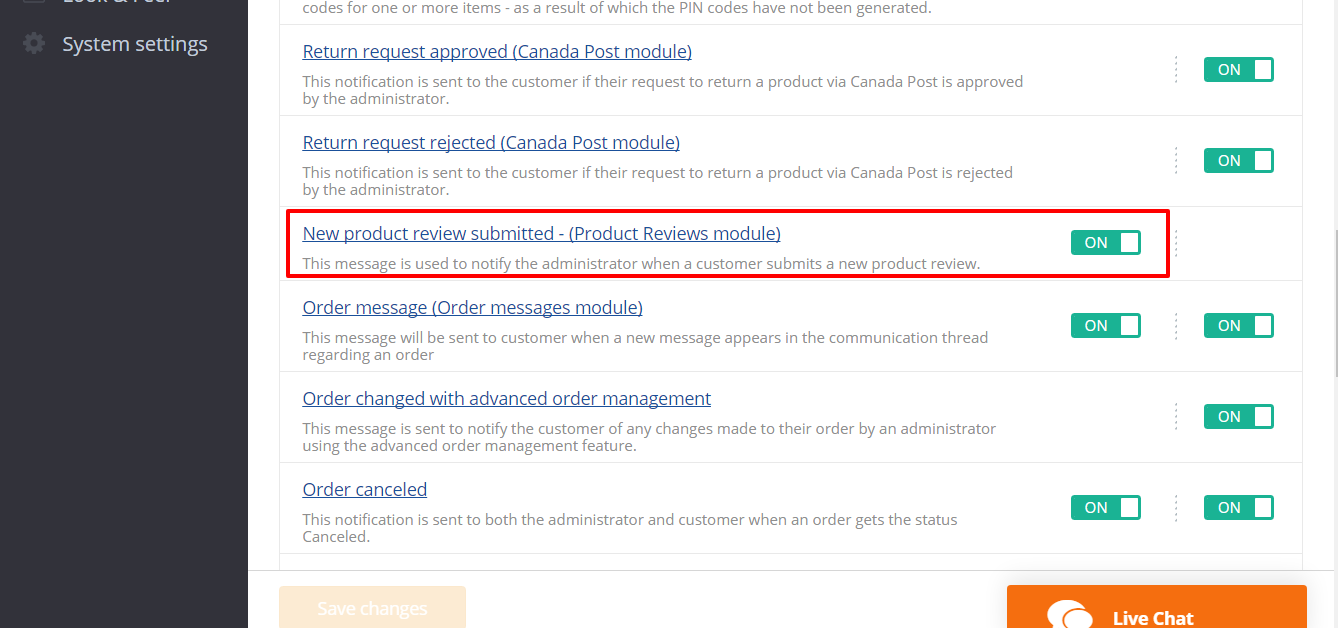 Look & Feel
System settings
codes for one or more items - as a result of which the PIN codes have not been generated.
Return request approved (Canada Post module)
This notification is sent to the customer if their request to return a product via Canada Post is approved
by the administrator.
ON
Return request rejected (Canada Post module)
This notification is sent to the customer if their request to return a product via Canada Post is rejected
by the administrator.
ON
New product review submitted - (Product Reviews module)
This message is used to notify the administrator when a customer submits a new product review.
ON
Order message (Order messages module)
This message will be sent to customer when a new message appears in the communication thread
regarding an order
ON
ON
Order changed with advanced order management
This message is sent to notify the customer of any changes made to their order by an administrator
using the advanced order management feature.
ON
Order canceled
This notification is sent to both the administrator and customer when an order gets the status
Canceled.
ON
ON
Save changes
Live Chat